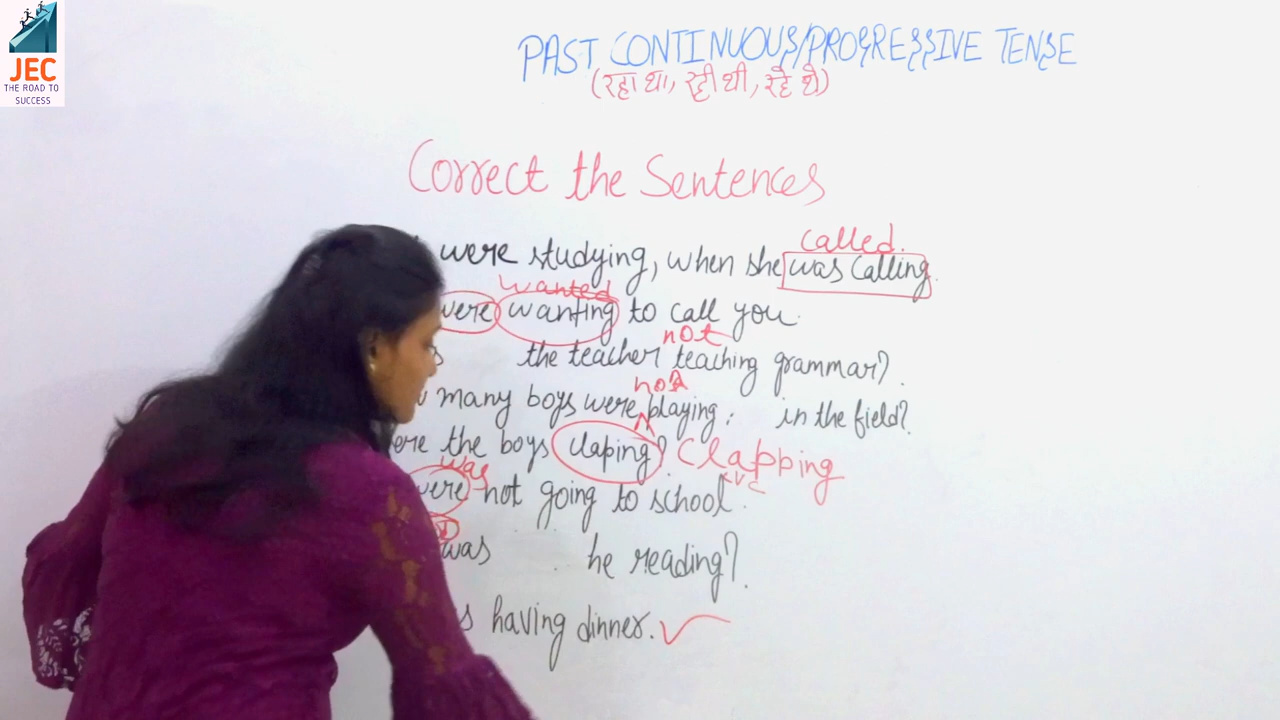 JEC
THE ROAD TO
SUCCESS
PAST CONTINUOUS/PROGRESSIVE TENSE
(रहा था, रही थी, रहे थे)
Correct the Sentences
called.
were studying, when she was calling.
wanted
were wanting to call you.
not
the teacher teaching grammar?
not
many boys were playing in the field?
the boys claping? Clapping
cvc
was
were not going to school.
was he reading?
having dinner.